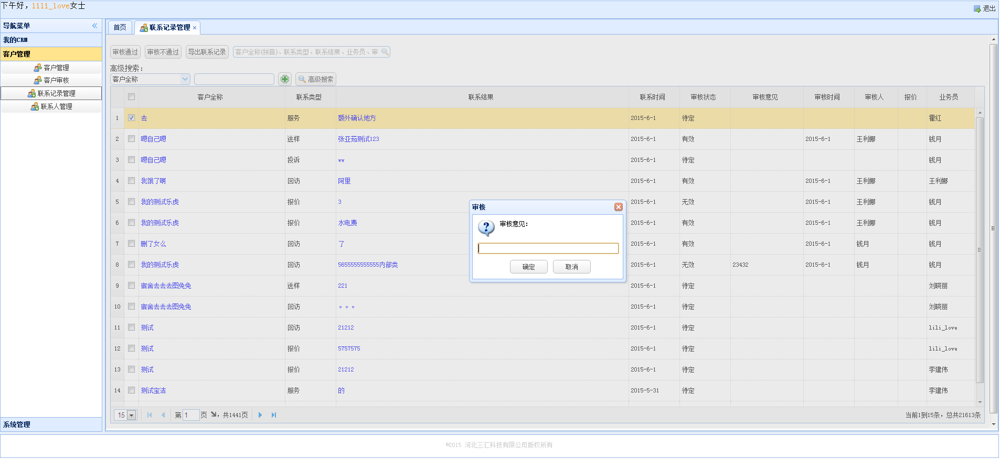 下午好，lili_love女士
退出
导航菜单
我的CRM
客户管理
客户管理
客户审核
联系记录管理
联系人管理
系统管理
首页 联系记录管理
审核通过 审核不通过 导出联系记录 客户全称(拼音)、联系类型、联系结果、业务员、审
高级搜索：
客户全称 高级搜索
客户全称 联系类型 联系结果 联系时间 审核状态 审核意见 审核时间 审核人 报价 业务员
1 去 服务 额外确认地方 2015-6-1 待定 霍红
2 嗯自己嗯 送样 张亚茹测试123 2015-6-1 有效 2015-6-1 王利娜 钱月
3 嗯自己嗯 投诉 ww 2015-6-1 待定 钱月
4 我饿了啊 回访 阿里 2015-6-1 有效 2015-6-1 王利娜 王利娜
5 我的测试乐虎 报价 3 2015-6-1 无效 2015-6-1 王利娜 钱月
6 我的测试乐虎 报价 水电费 2015-6-1 有效 2015-6-1 王利娜 钱月
7 删了女么 回访 了 2015-6-1 有效 2015-6-1 钱月 钱月
8 我的测试乐虎 回访 5655555555555内部类 2015-6-1 无效 23432 2015-6-1 钱月 钱月
9 宿舍去去去图兔兔 送样 221 2015-6-1 待定 刘晓丽
10 宿舍去去去图兔兔 回访 。。。 2015-6-1 待定 刘晓丽
11 测试 回访 21212 2015-6-1 待定 lili_love
12 测试 报价 5757575 2015-6-1 待定 lili_love
13 测试 报价 21212 2015-6-1 待定 李建伟
14 测试宝洁 服务 的 2015-5-31 待定 李建伟
审核
审核意见：
确定 取消
15 第 1 页 ，共1441页 当前1到15条，总共21613条
©2015 河北三汇科技有限公司版权所有